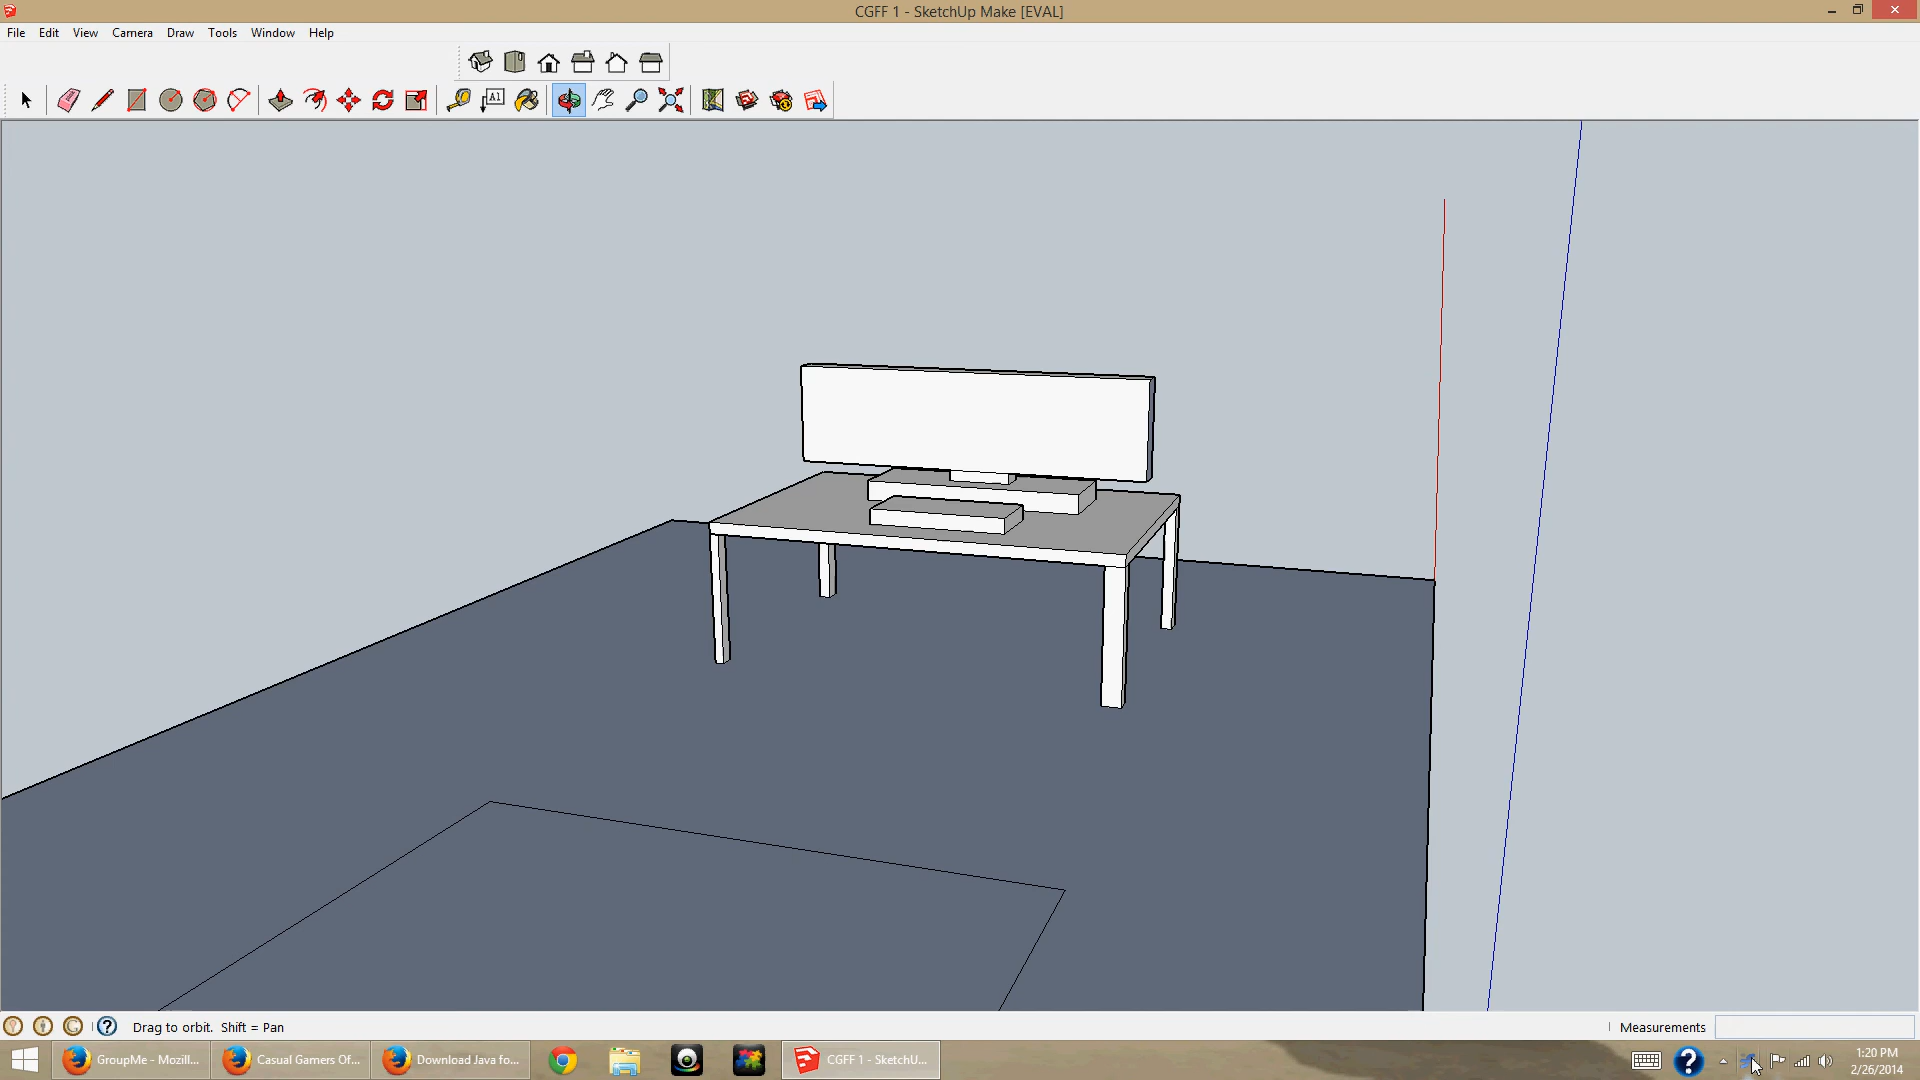 CGFF 1 - SketchUp Make [EVAL]
File Edit View Camera Draw Tools Window Help
A1
Drag to orbit. Shift = Pan
Measurements
GroupMe - Mozill...
Casual Gamers Of...
Download Java fo...
CGFF 1 - SketchU...
1:20 PM
2/26/2014